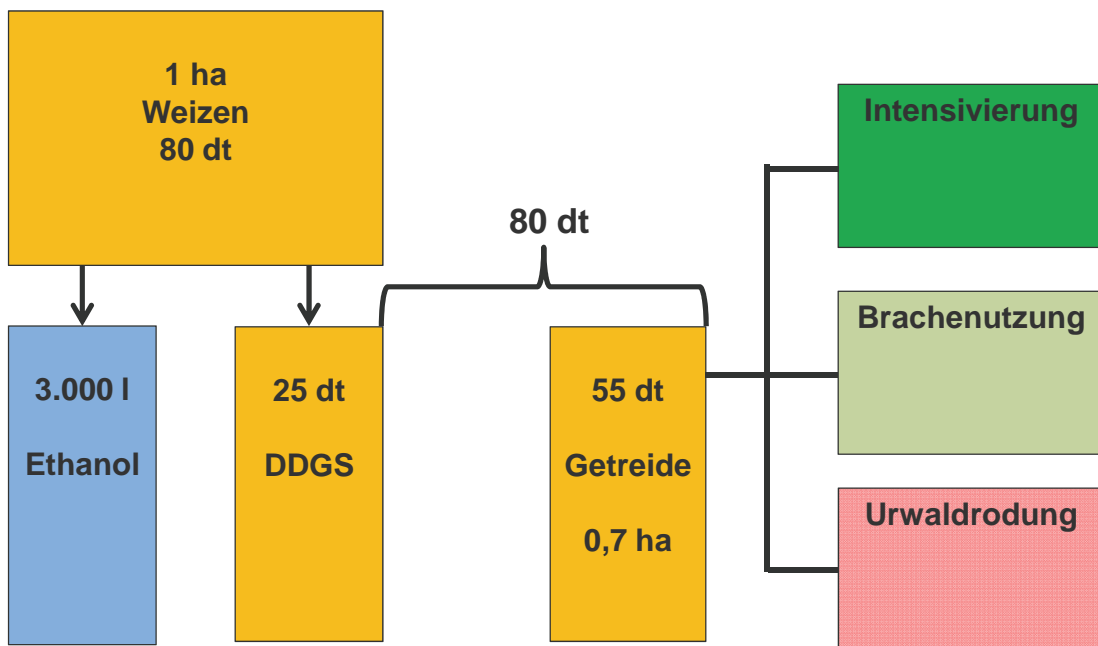 1 ha
Weizen
80 dt
80 dt
3.000 l
Ethanol
25 dt
DDGS
55 dt
Getreide
0,7 ha
Intensivierung
Brachenutzung
Urwaldrodung